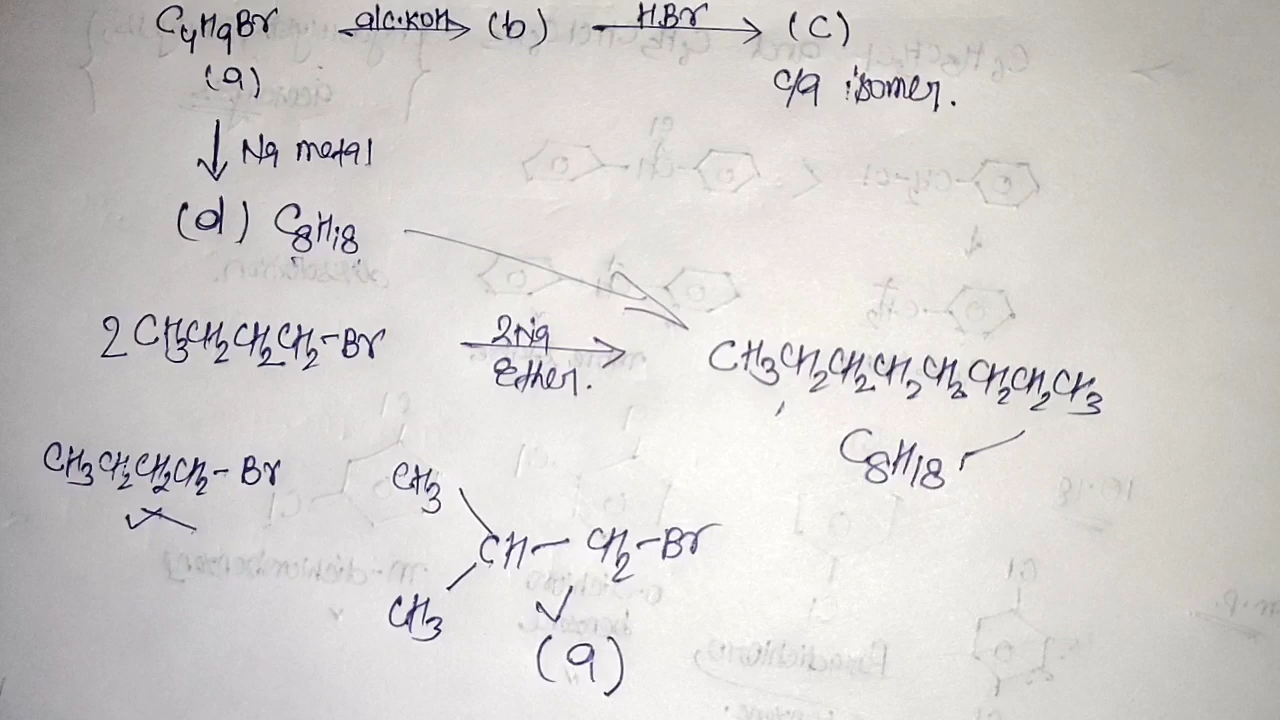 C4H9Br alc.KOH (b) HBr (C)
(a) c/a isomer.
Na metal
(d) C8H18
2 CH3CH2CH2CH2-Br 2Na Ether. CH3CH2CH2CH2CH2CH2CH2CH3
C8H18
CH3CH2CH2CH2-Br
CH3
CH-CH2-Br
CH3
(a)